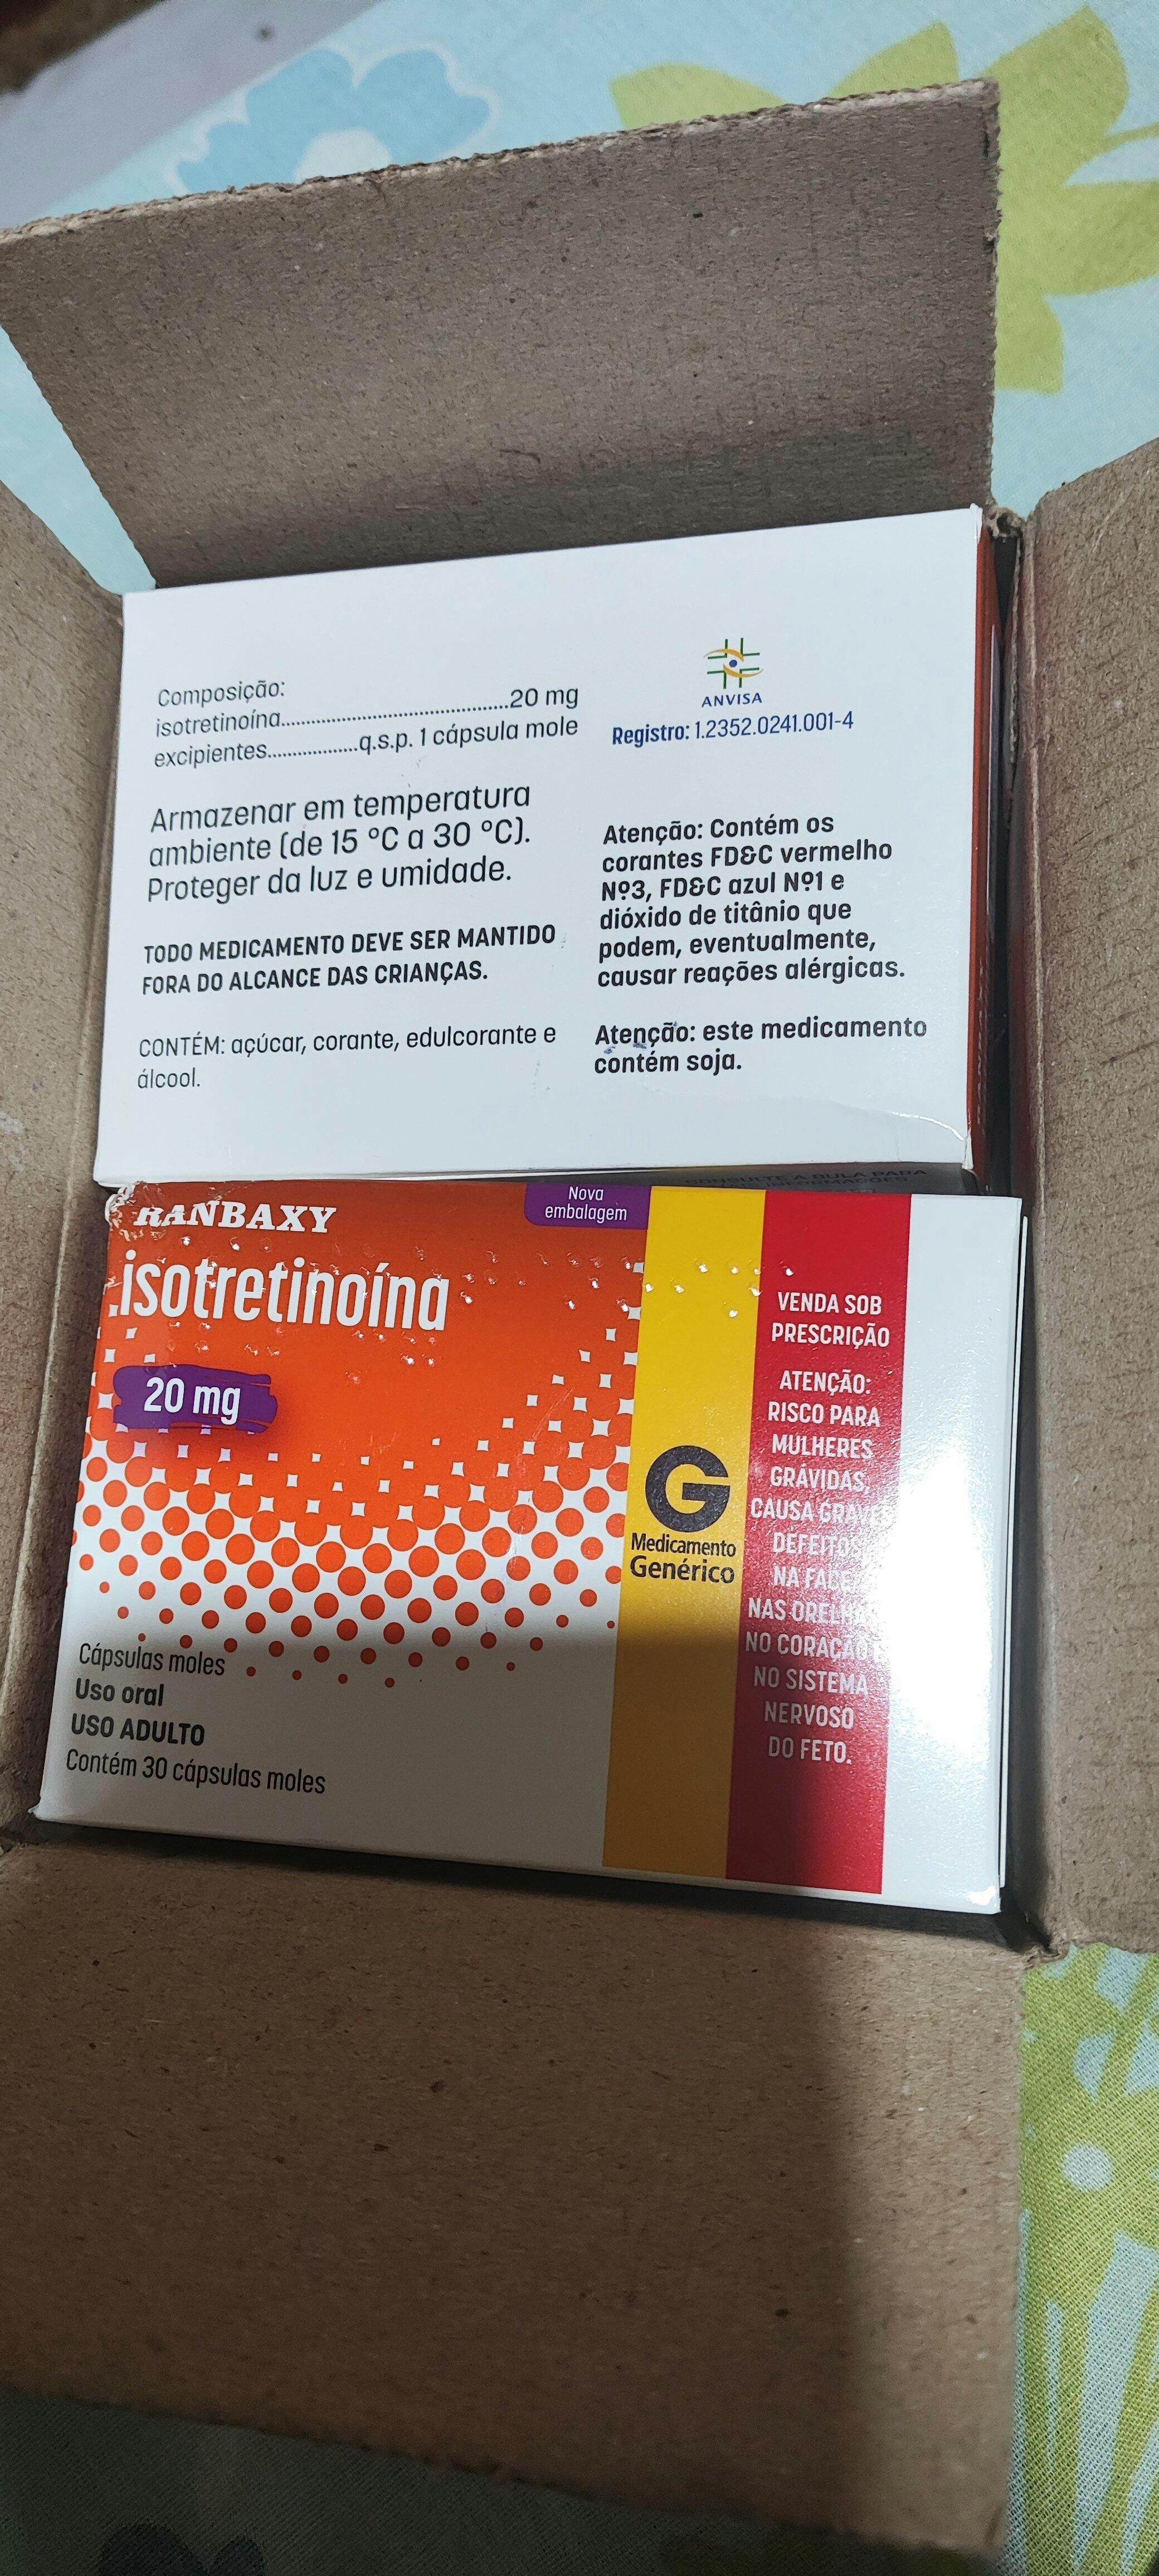 Composição:
isotretinoína........................................20 mg
excipientes..................q.s.p. 1 cápsula mole
Armazenar em temperatura
ambiente (de 15 °C a 30 °C).
Proteger da luz e umidade.
TODO MEDICAMENTO DEVE SER MANTIDO
FORA DO ALCANCE DAS CRIANÇAS.
CONTÉM: açúcar, corante, edulcorante e
álcool.
ANVISA
Registro: 1.2352.0241.001-4
Atenção: Contém os
corantes FD&C vermelho
Nº3, FD&C azul Nº1 e
dióxido de titânio que
podem, eventualmente,
causar reações alérgicas.
Atenção: este medicamento
contém soja.
CONSULTE A BULA PARA
RANBAXY
isotretinoína
20 mg
Nova
embalagem
Cápsulas moles
Uso oral
USO ADULTO
Contém 30 cápsulas moles
G
Medicamento
Genérico
VENDA SOB
PRESCRIÇÃO
ATENÇÃO:
RISCO PARA
MULHERES
GRÁVIDAS,
CAUSA
DEFEITOS
NA FACE,
NAS
NO CORAÇÃO E
NO SISTEMA
NERVOSO
DO FETO.